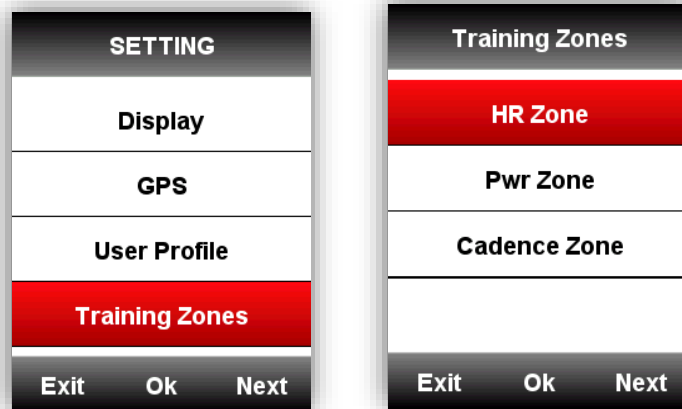 SETTING
Display
GPS
User Profile
Training Zones
Exit Ok Next
Training Zones
HR Zone
Pwr Zone
Cadence Zone
Exit Ok Next